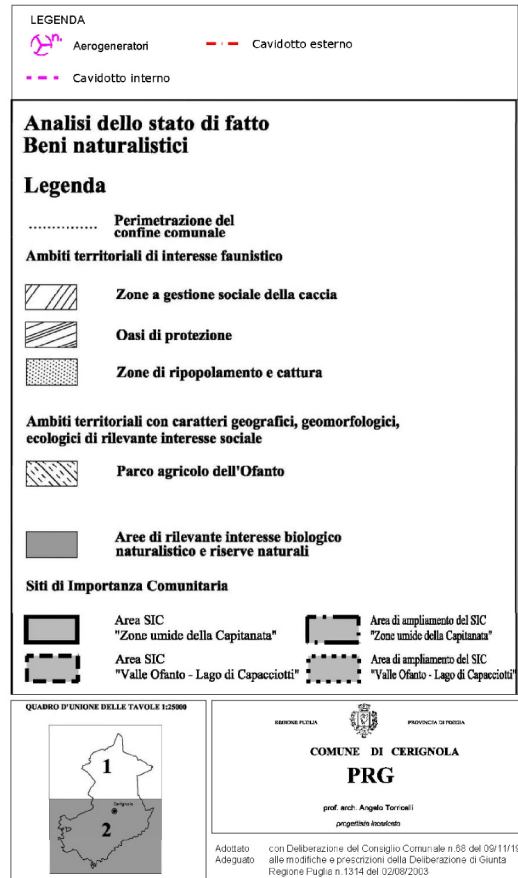 LEGENDA
n.
Aerogeneratori
Cavidotto esterno
Cavidotto interno
Analisi dello stato di fatto
Beni naturalistici
Legenda
Perimetrazione del
confine comunale
Ambiti territoriali di interesse faunistico
Zone a gestione sociale della caccia
Oasi di protezione
Zone di ripopolamento e cattura
Ambiti territoriali con caratteri geografici, geomorfologici,
ecologici di rilevante interesse sociale
Parco agricolo dell'Ofanto
Aree di rilevante interesse biologico
naturalistico e riserve naturali
Siti di Importanza Comunitaria
Area SIC
"Zone umide della Capitanata"
Area di ampliamento del SIC
"Zone umide della Capitanata"
Area SIC
"Valle Ofanto - Lago di Capacciotti"
Area di ampliamento del SIC
"Valle Ofanto - Lago di Capacciotti"
QUADRO D'UNIONE DELLE TAVOLE 1:25000
1
Cerignola
2
REGIONE PUGLIA
PROVINCIA DI FOGGIA
COMUNE DI CERIGNOLA
PRG
prof. arch. Angelo Torricelli
progettista incaricato
Adottato con Deliberazione del Consiglio Comunale n.68 del 09/11/19
Adeguato alle modifiche e prescrizioni della Deliberazione di Giunta
Regione Puglia n.1314 del 02/08/2003